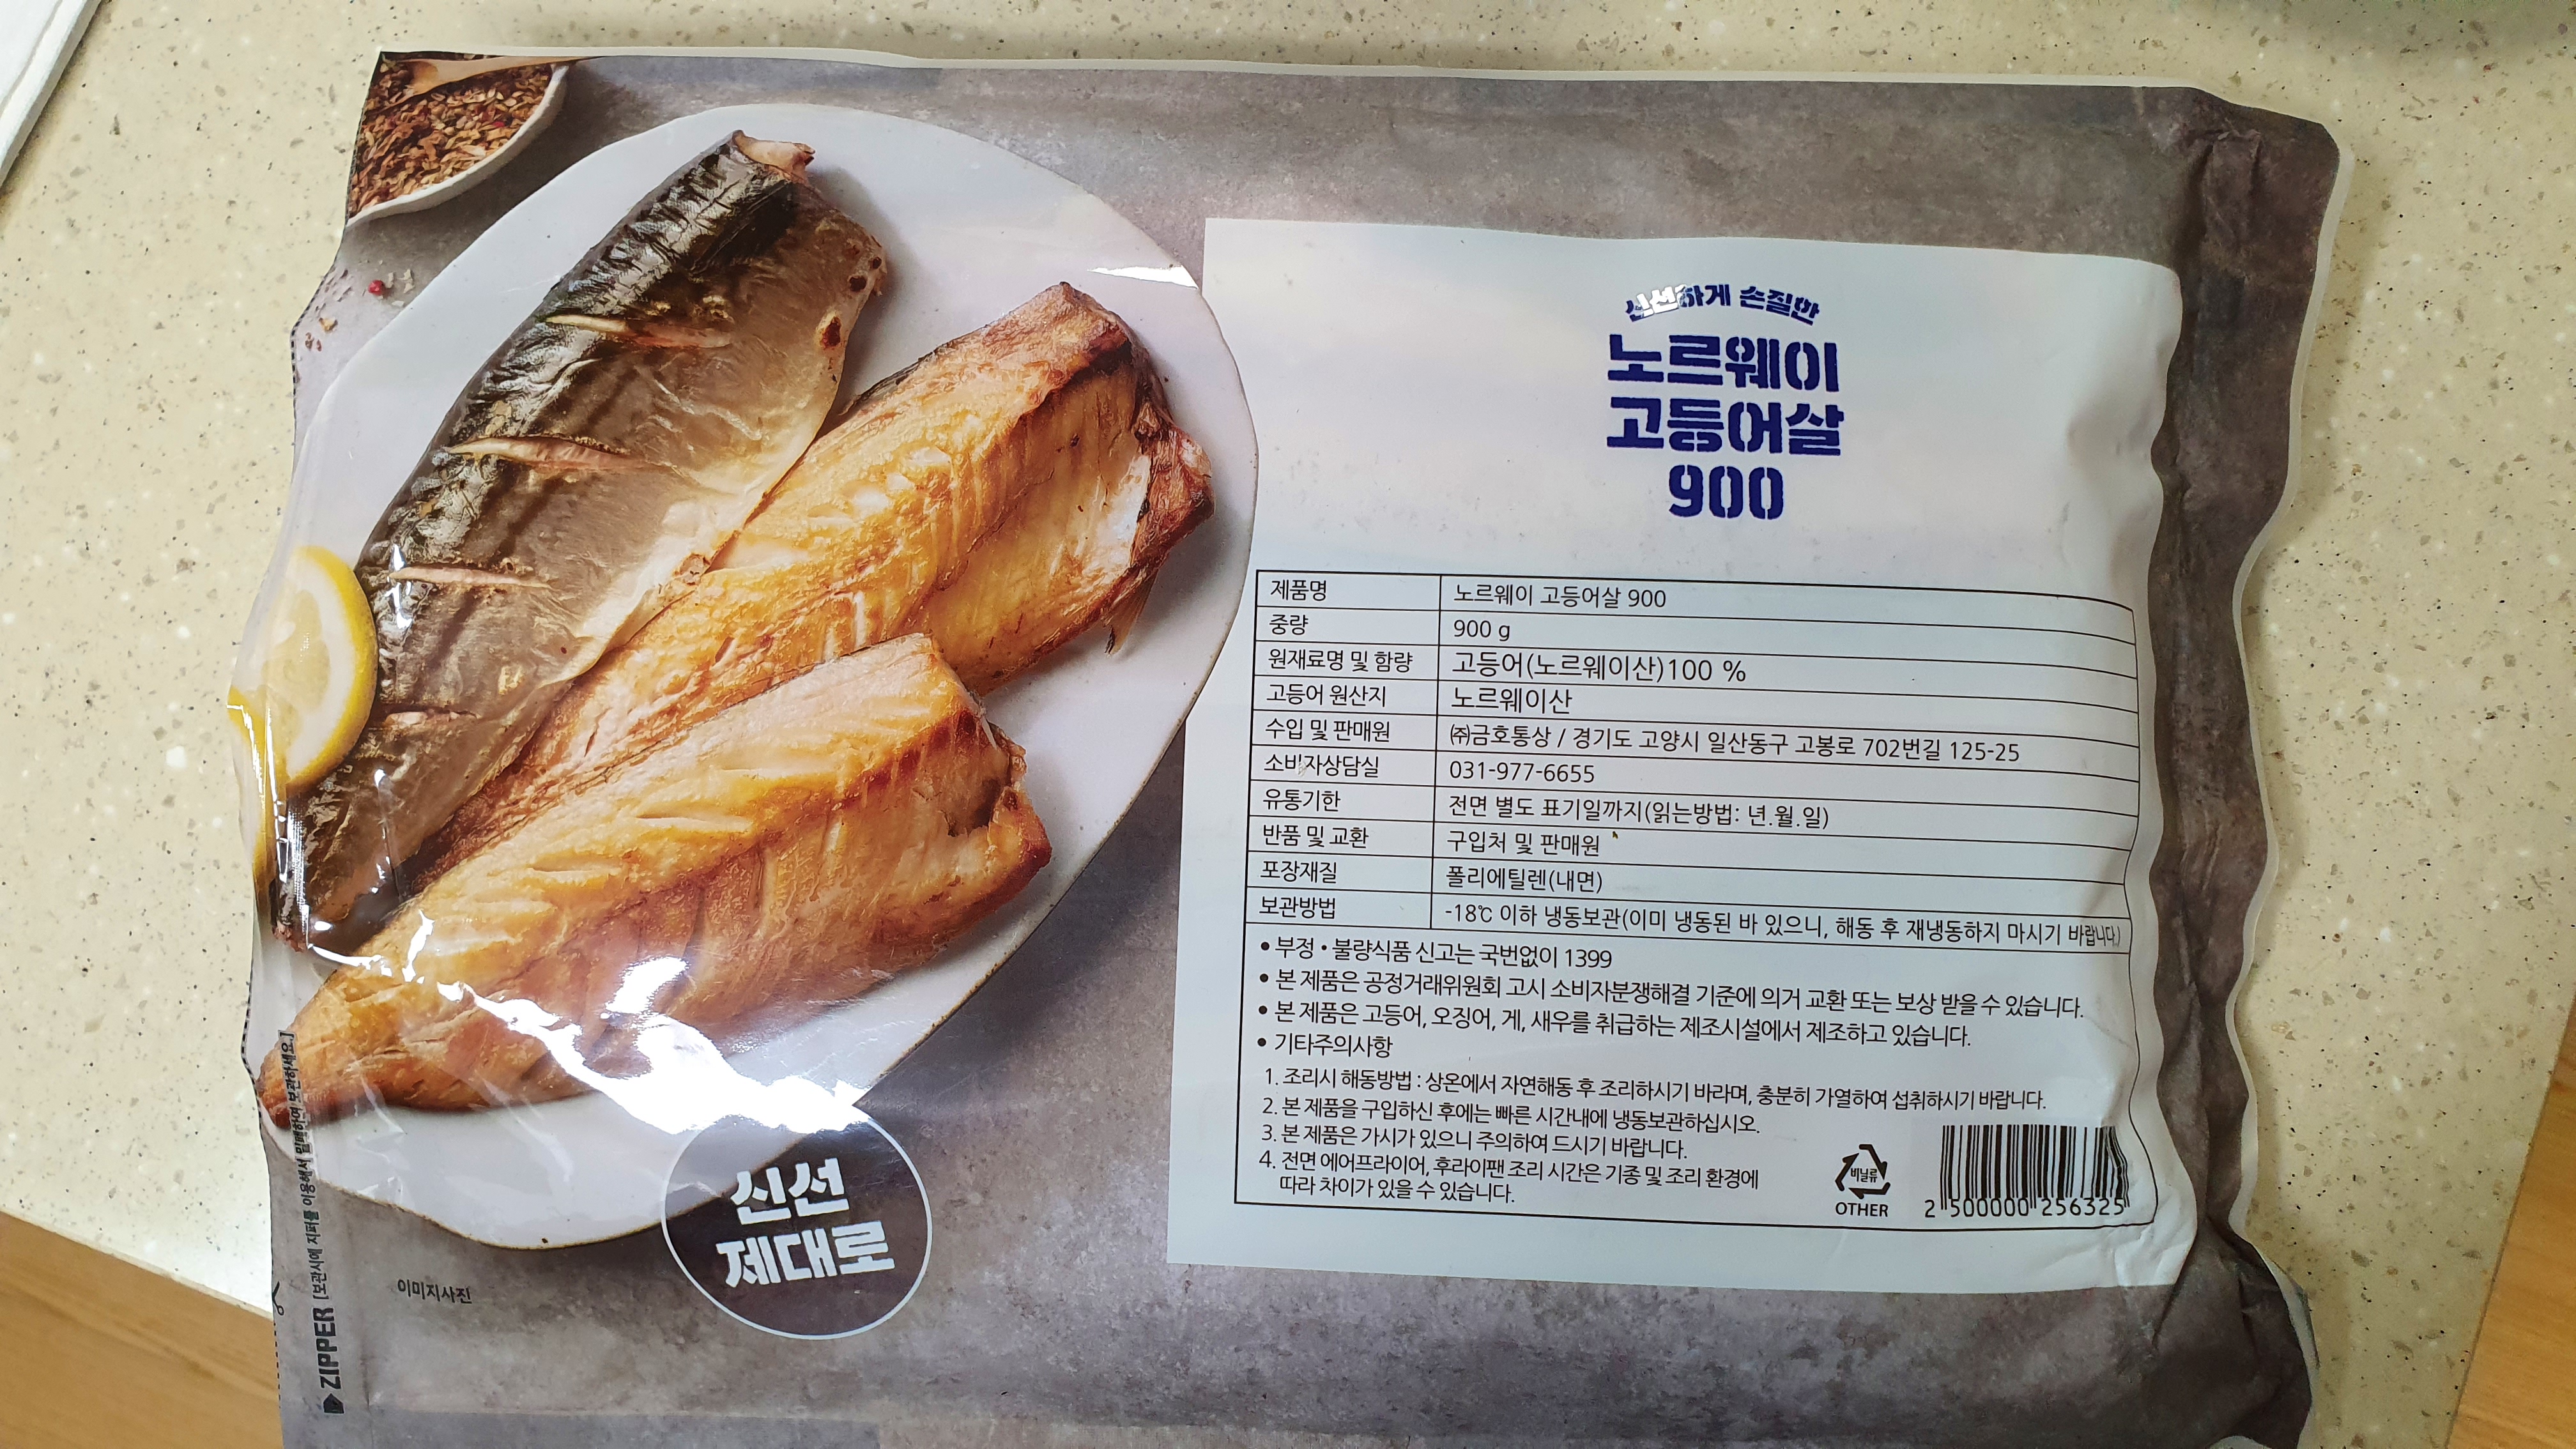 신선하게 손질한
노르웨이
고등어살
900
제품명 노르웨이 고등어살 900
중량 900 g
원재료명 및 함량 고등어(노르웨이산)100 %
고등어 원산지 노르웨이산
수입 및 판매원 ㈜금호통상 / 경기도 고양시 일산동구 고봉로 702번길 125-25
소비자상담실 031-977-6655
유통기한 전면 별도 표기일까지(읽는방법: 년.월.일)
반품 및 교환 구입처 및 판매원
포장재질 폴리에틸렌(내면)
보관방법 -18℃ 이하 냉동보관(이미 냉동된 바 있으니, 해동 후 재냉동하지 마시기 바랍니다.)
• 부정 • 불량식품 신고는 국번없이 1399
• 본 제품은 공정거래위원회 고시 소비자분쟁해결 기준에 의거 교환 또는 보상 받을 수 있습니다.
• 본 제품은 고등어, 오징어, 게, 새우를 취급하는 제조시설에서 제조하고 있습니다.
• 기타주의사항
1. 조리시 해동방법 : 상온에서 자연해동 후 조리하시기 바라며, 충분히 가열하여 섭취하시기 바랍니다.
2. 본 제품을 구입하신 후에는 빠른 시간내에 냉동보관하십시오.
3. 본 제품은 가시가 있으니 주의하여 드시기 바랍니다.
4. 전면 에어프라이어, 후라이팬 조리 시간은 기종 및 조리 환경에
따라 차이가 있을 수 있습니다.
비닐류
OTHER
2 500000 256325
신선
제대로
이미지사진
▶ ZIPPER [보관시에 지퍼를 이용해서 밀폐하여 보관하세요.]